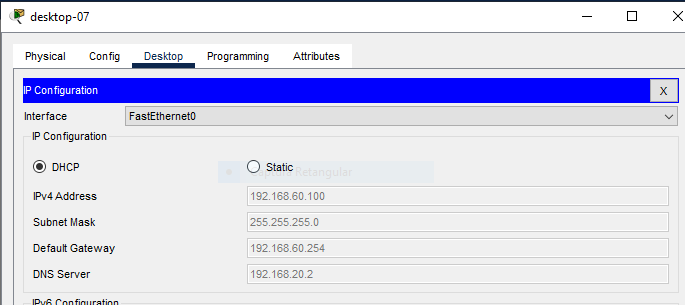 desktop-07
Physical Config Desktop Programming Attributes
IP Configuration X
Interface FastEthernet0
IP Configuration
DHCP Static
Retangular
IPv4 Address 192.168.60.100
Subnet Mask 255.255.255.0
Default Gateway 192.168.60.254
DNS Server 192.168.20.2
IPv6 Configuration